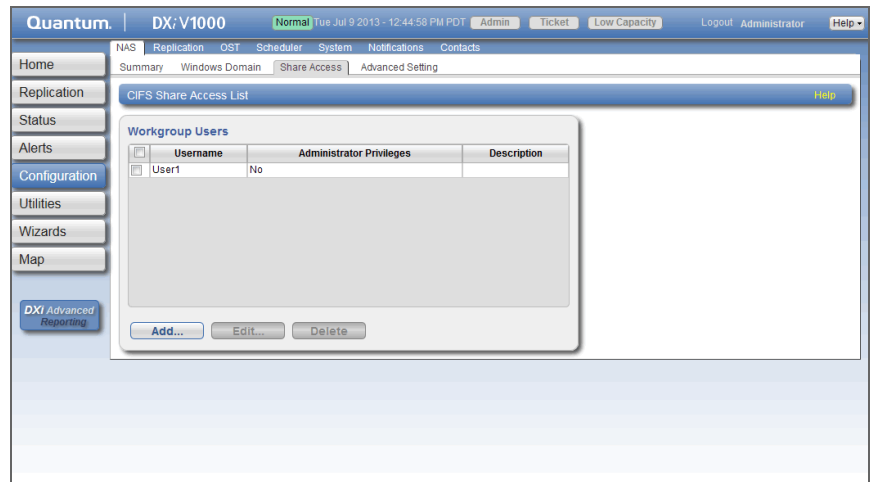 Quantum. DXi V1000 Normal Tue Jul 9 2013 - 12:44:58 PM PDT Admin Ticket Low Capacity Logout Administrator Help
NAS Replication OST Scheduler System Notifications Contacts
Summary Windows Domain Share Access Advanced Setting
Home
Replication
Status
Alerts
Configuration
Utilities
Wizards
Map
DXi Advanced
Reporting
CIFS Share Access List Help
Workgroup Users
Username Administrator Privileges Description
User1 No
Add... Edit... Delete